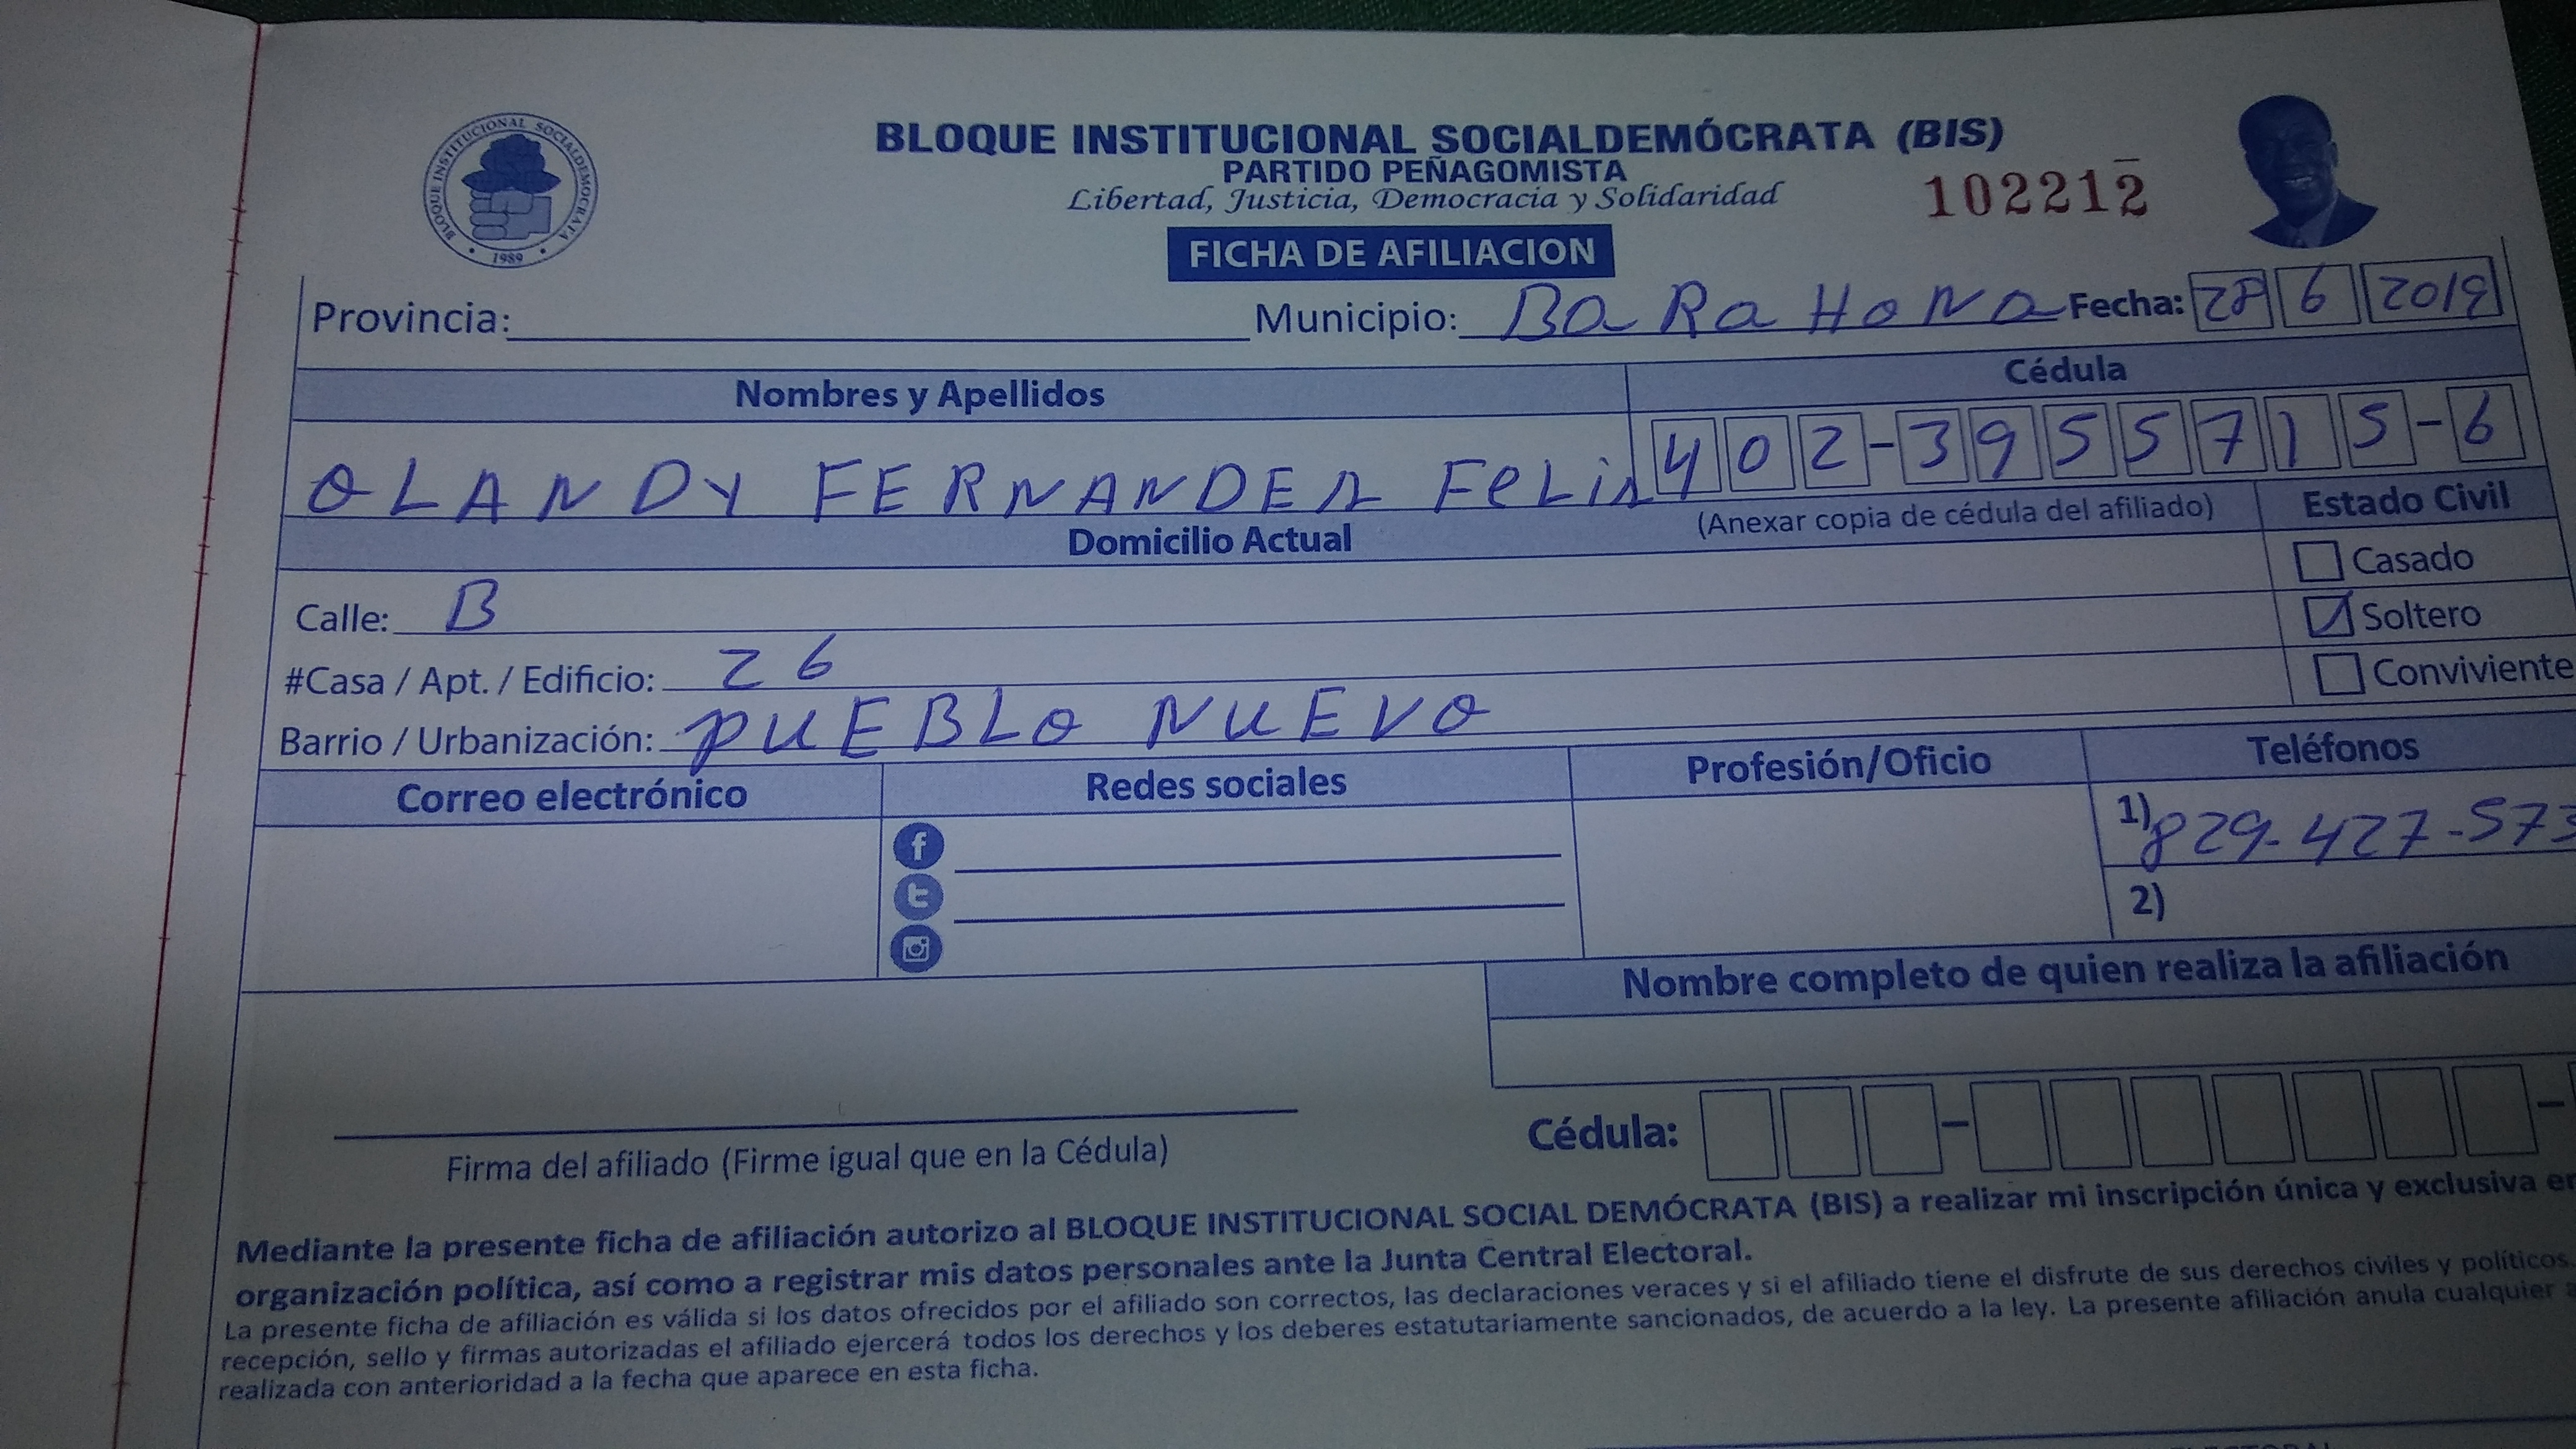 BLOQUE INSTITUCIONAL SOCIALDEMOCRATA
1989
BLOQUE INSTITUCIONAL SOCIALDEMÓCRATA (BIS)
PARTIDO PEÑAGOMISTA
Libertad, Justicia, Democracia y Solidaridad
102212
FICHA DE AFILIACION
Provincia: Municipio: BaRaHoNa Fecha: 28 6 2019
Nombres y Apellidos Cédula
OLANDY FERNANDEZ FeLiz 402-3955715-6
(Anexar copia de cédula del afiliado) Estado Civil
Domicilio Actual
Casado
Calle: B
Soltero
#Casa / Apt. / Edificio: 26
Conviviente
Barrio / Urbanización: PUEBLO NUEVO
Correo electrónico Redes sociales Profesión/Oficio Teléfonos
1) 829-427-573
2)
Nombre completo de quien realiza la afiliación
Cédula: - -
Firma del afiliado (Firme igual que en la Cédula)
Mediante la presente ficha de afiliación autorizo al BLOQUE INSTITUCIONAL SOCIAL DEMÓCRATA (BIS) a realizar mi inscripción única y exclusiva en
organización política, así como a registrar mis datos personales ante la Junta Central Electoral.
La presente ficha de afiliación es válida si los datos ofrecidos por el afiliado son correctos, las declaraciones veraces y si el afiliado tiene el disfrute de sus derechos civiles y políticos.
recepción, sello y firmas autorizadas el afiliado ejercerá todos los derechos y los deberes estatutariamente sancionados, de acuerdo a la ley. La presente afiliación anula cualquier
realizada con anterioridad a la fecha que aparece en esta ficha.